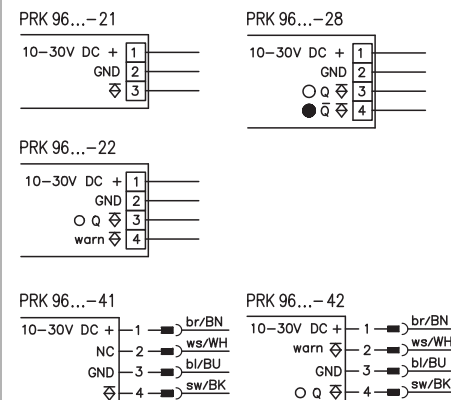 PRK 96...-21
10-30V DC + 1
GND 2
3
PRK 96...-28
10-30V DC + 1
GND 2
Q 3
Q̅ 4
PRK 96...-22
10-30V DC + 1
GND 2
Q 3
warn 4
PRK 96...-41
10-30V DC + 1 br/BN
NC 2 ws/WH
GND 3 bl/BU
4 sw/BK
PRK 96...-42
10-30V DC + 1 br/BN
warn 2 ws/WH
GND 3 bl/BU
Q 4 sw/BK